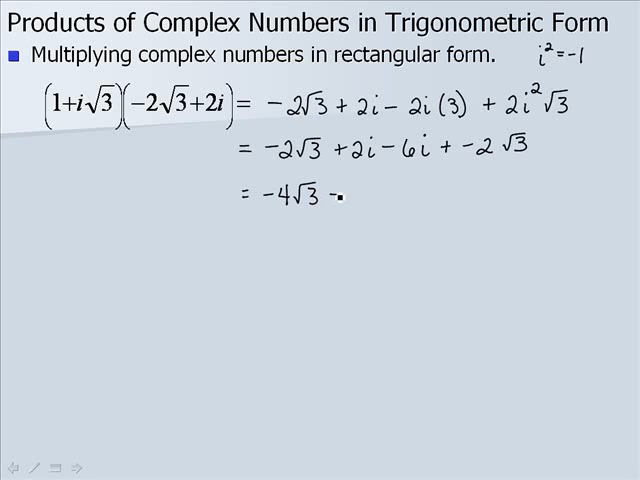 Products of Complex Numbers in Trigonometric Form
Multiplying complex numbers in rectangular form. i² = -1
(1+i√3)(-2√3+2i) = -2√3 + 2i - 2i(3) + 2i²√3
= -2√3 + 2i - 6i + -2√3
= -4√3 -